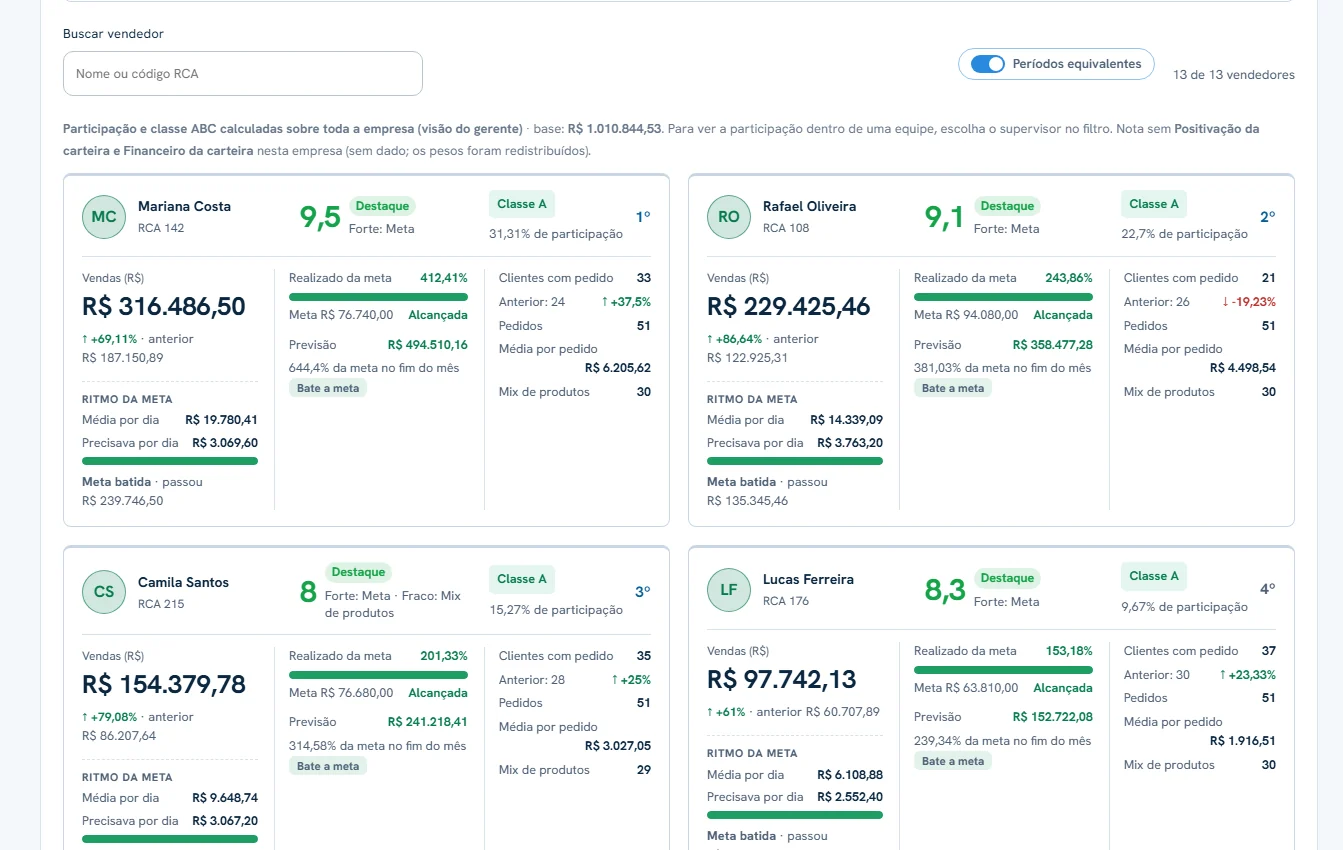 Buscar vendedor
Nome ou código RCA
Períodos equivalentes
13 de 13 vendedores
Participação e classe ABC calculadas sobre toda a empresa (visão do gerente) · base: R$ 1.010.844,53. Para ver a participação dentro de uma equipe, escolha o supervisor no filtro. Nota sem Positivação da
carteira e Financeiro da carteira nesta empresa (sem dado; os pesos foram redistribuídos).
MC
Mariana Costa
RCA 142
9,5
Destaque
Forte: Meta
Classe A
31,31% de participação
1º
Vendas (R$)
R$ 316.486,50
↑ +69,11% · anterior
R$ 187.150,89
RITMO DA META
Média por dia R$ 19.780,41
Precisava por dia R$ 3.069,60
Meta batida · passou
R$ 239.746,50
Realizado da meta 412,41%
Meta R$ 76.740,00 Alcançada
Previsão R$ 494.510,16
644,4% da meta no fim do mês
Bate a meta
Clientes com pedido 33
Anterior: 24 ↑ +37,5%
Pedidos 51
Média por pedido
R$ 6.205,62
Mix de produtos 30
RO
Rafael Oliveira
RCA 108
9,1
Destaque
Forte: Meta
Classe A
22,7% de participação
2º
Vendas (R$)
R$ 229.425,46
↑ +86,64% · anterior
R$ 122.925,31
RITMO DA META
Média por dia R$ 14.339,09
Precisava por dia R$ 3.763,20
Meta batida · passou
R$ 135.345,46
Realizado da meta 243,86%
Meta R$ 94.080,00 Alcançada
Previsão R$ 358.477,28
381,03% da meta no fim do mês
Bate a meta
Clientes com pedido 21
Anterior: 26 ↓ -19,23%
Pedidos 51
Média por pedido
R$ 4.498,54
Mix de produtos 30
CS
Camila Santos
RCA 215
8
Destaque
Forte: Meta · Fraco: Mix
de produtos
Classe A
15,27% de participação
3º
Vendas (R$)
R$ 154.379,78
↑ +79,08% · anterior
R$ 86.207,64
RITMO DA META
Média por dia R$ 9.648,74
Precisava por dia R$ 3.067,20
Realizado da meta 201,33%
Meta R$ 76.680,00 Alcançada
Previsão R$ 241.218,41
314,58% da meta no fim do mês
Bate a meta
Clientes com pedido 35
Anterior: 28 ↑ +25%
Pedidos 51
Média por pedido
R$ 3.027,05
Mix de produtos 29
LF
Lucas Ferreira
RCA 176
8,3
Destaque
Forte: Meta
Classe A
9,67% de participação
4º
Vendas (R$)
R$ 97.742,13
↑ +61% · anterior R$ 60.707,89
RITMO DA META
Média por dia R$ 6.108,88
Precisava por dia R$ 2.552,40
Meta batida · passou
Realizado da meta 153,18%
Meta R$ 63.810,00 Alcançada
Previsão R$ 152.722,08
239,34% da meta no fim do mês
Bate a meta
Clientes com pedido 37
Anterior: 30 ↑ +23,33%
Pedidos 51
Média por pedido
R$ 1.916,51
Mix de produtos 30